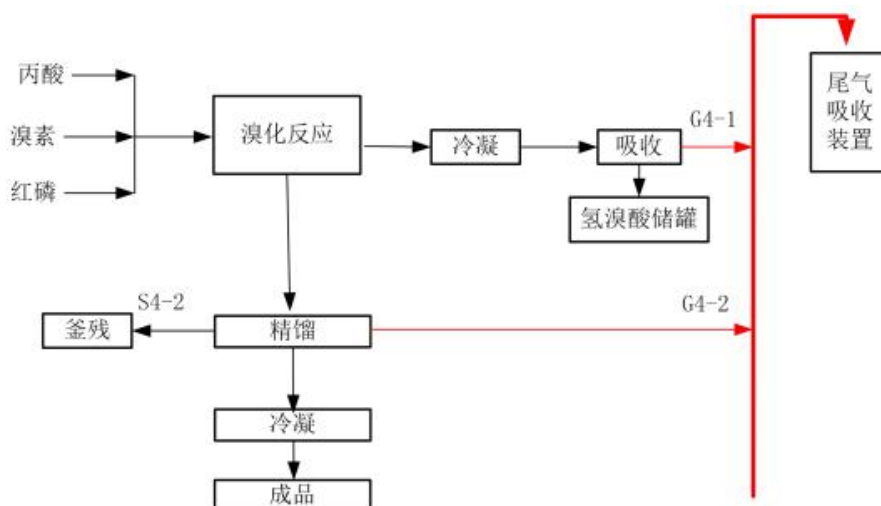 丙酸
溴素
红磷
溴化反应
冷凝
吸收
G4-1
氢溴酸储罐
尾气
吸收
装置
S4-2
釜残
精馏
G4-2
冷凝
成品